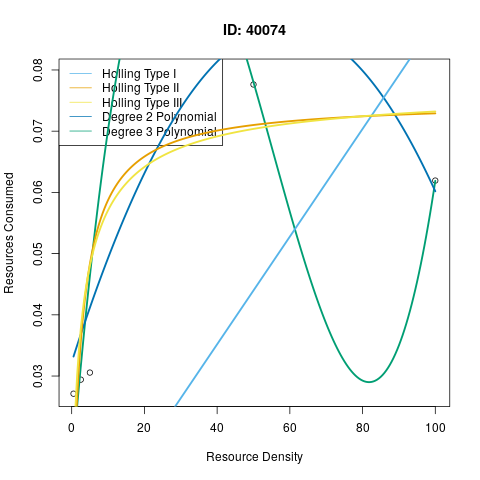 ID: 40074
Holling Type I
Holling Type II
Holling Type III
Degree 2 Polynomial
Degree 3 Polynomial
0.08
0.07
0.06
0.05
0.04
0.03
Resources Consumed
0 20 40 60 80 100
Resource Density